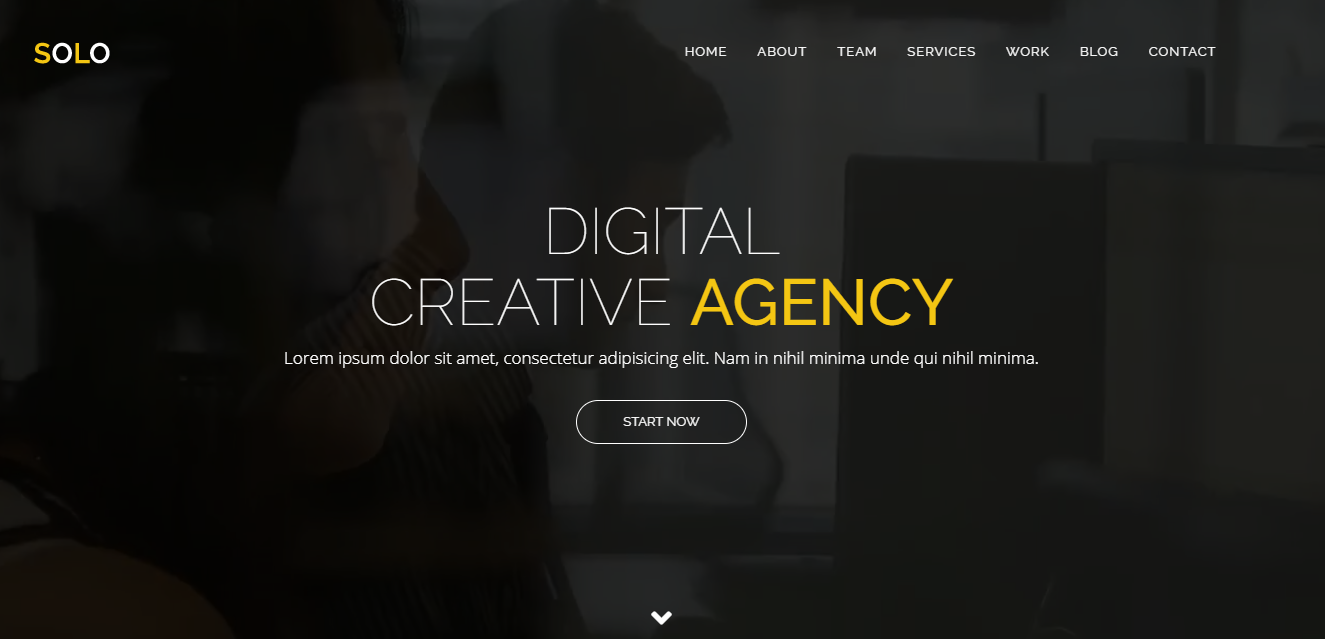 SOLO
HOME ABOUT TEAM SERVICES WORK BLOG CONTACT
DIGITAL
CREATIVE AGENCY
Lorem ipsum dolor sit amet, consectetur adipisicing elit. Nam in nihil minima unde qui nihil minima.
START NOW